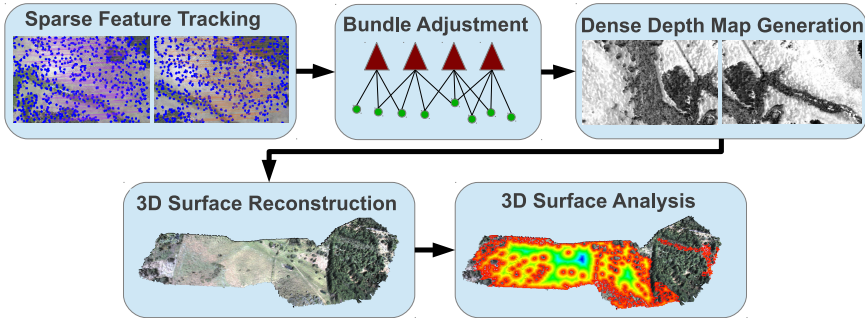 Sparse Feature Tracking
Bundle Adjustment
Dense Depth Map Generation
3D Surface Reconstruction
3D Surface Analysis